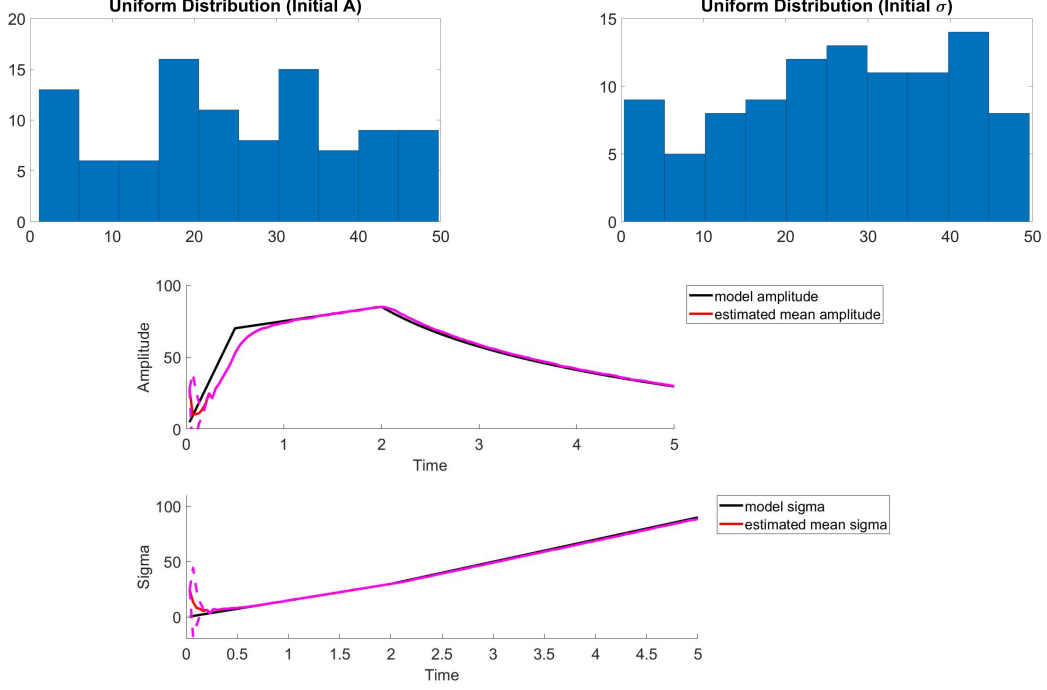 Uniform Distribution (Initial A)
20
15
10
5
0
0 10 20 30 40 50
Uniform Distribution (Initial σ)
15
10
5
0
0 10 20 30 40 50
100
50
0
Amplitude
0 1 2 3 4 5
Time
model amplitude
estimated mean amplitude
100
50
0
Sigma
0 0.5 1 1.5 2 2.5 3 3.5 4 4.5 5
Time
model sigma
estimated mean sigma